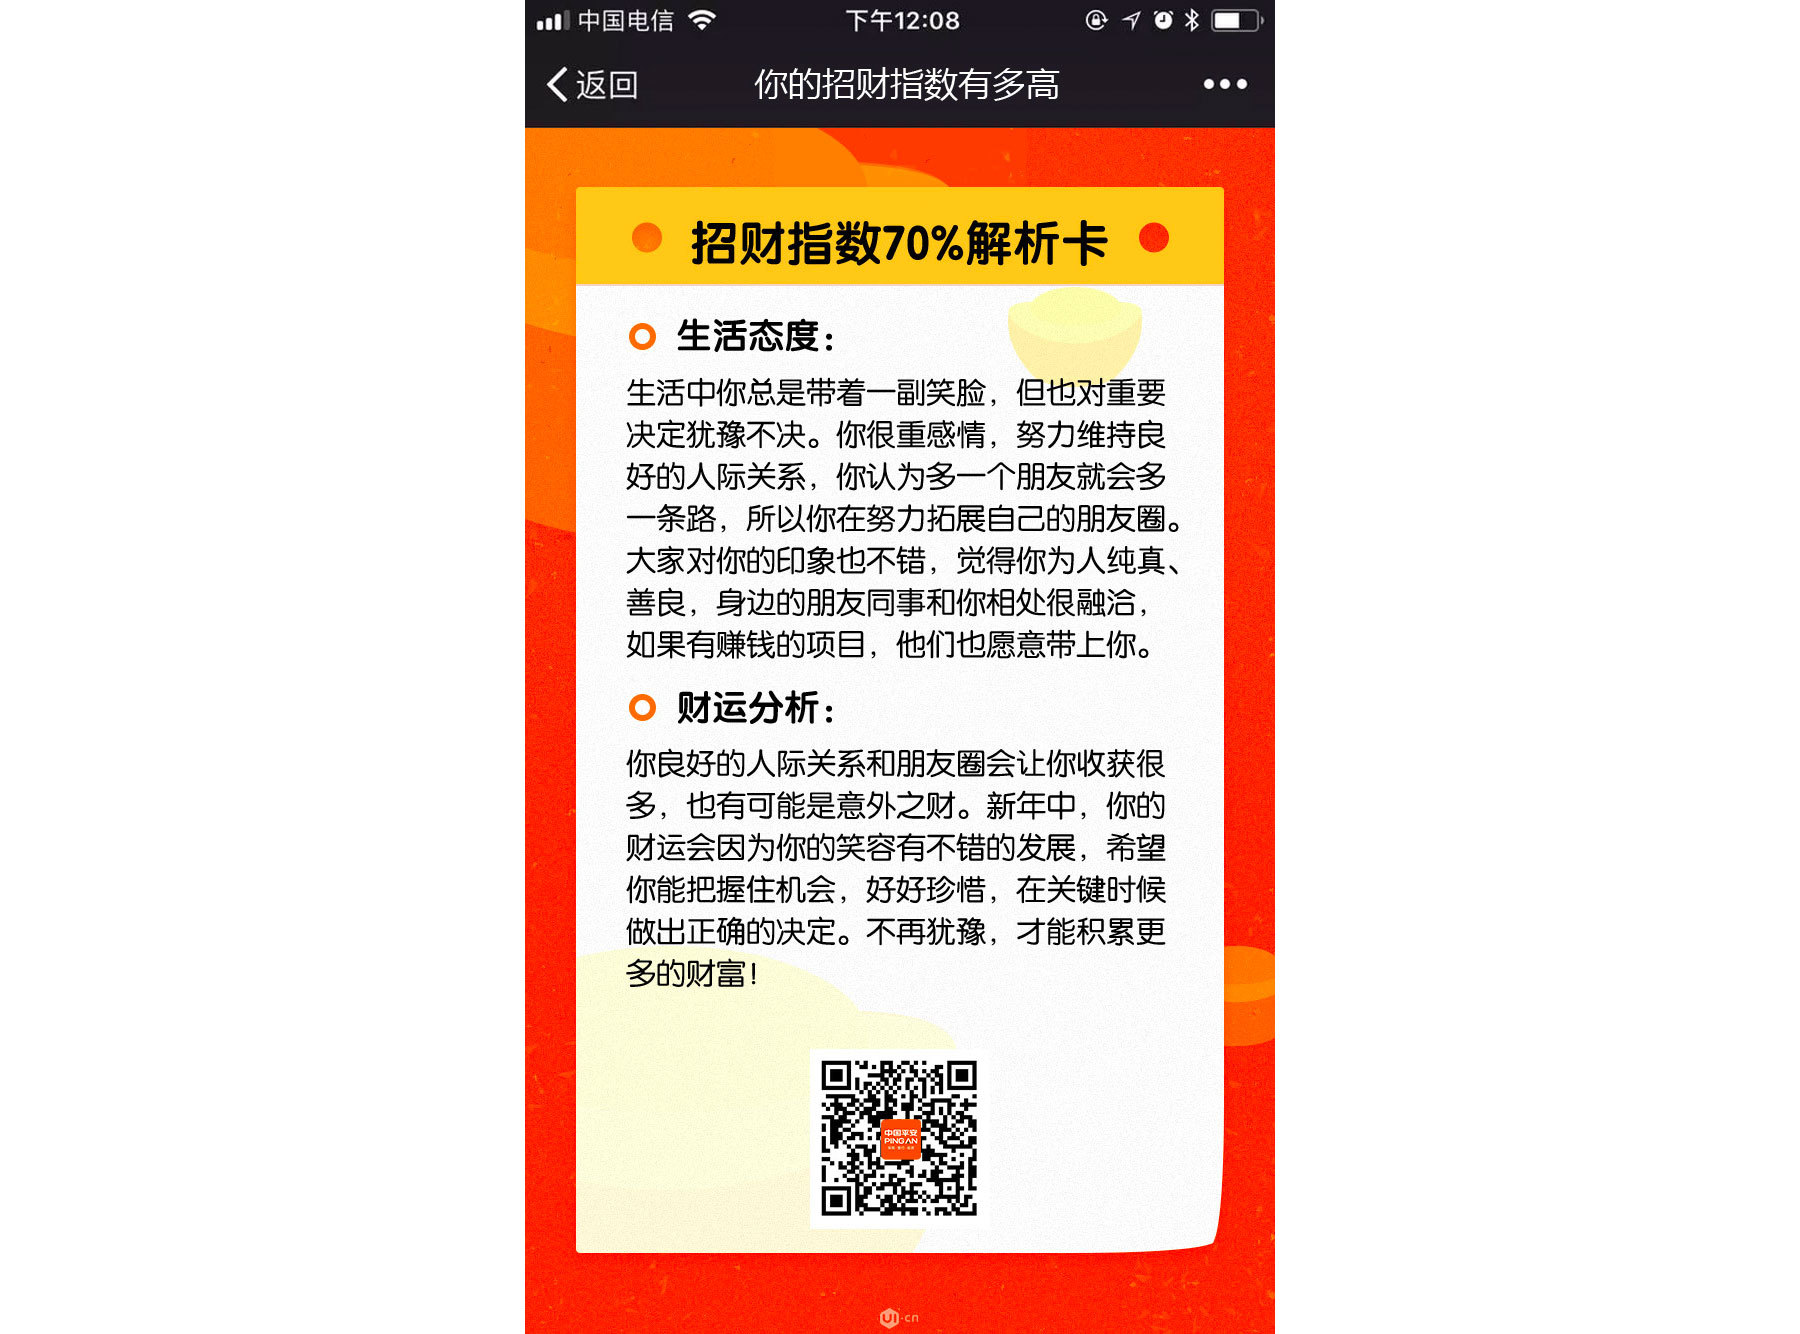 中国电信
下午12:08
返回
你的招财指数有多高
招财指数70%解析卡
生活态度：
生活中你总是带着一副笑脸，但也对重要
决定犹豫不决。你很重感情，努力维持良
好的人际关系，你认为多一个朋友就会多
一条路，所以你在努力拓展自己的朋友圈。
大家对你的印象也不错，觉得你为人纯真、
善良，身边的朋友同事和你相处很融洽，
如果有赚钱的项目，他们也愿意带上你。
财运分析：
你良好的人际关系和朋友圈会让你收获很
多，也有可能是意外之财。新年中，你的
财运会因为你的笑容有不错的发展，希望
你能把握住机会，好好珍惜，在关键时候
做出正确的决定。不再犹豫，才能积累更
多的财富！
中国平安
PING AN
UI·cn